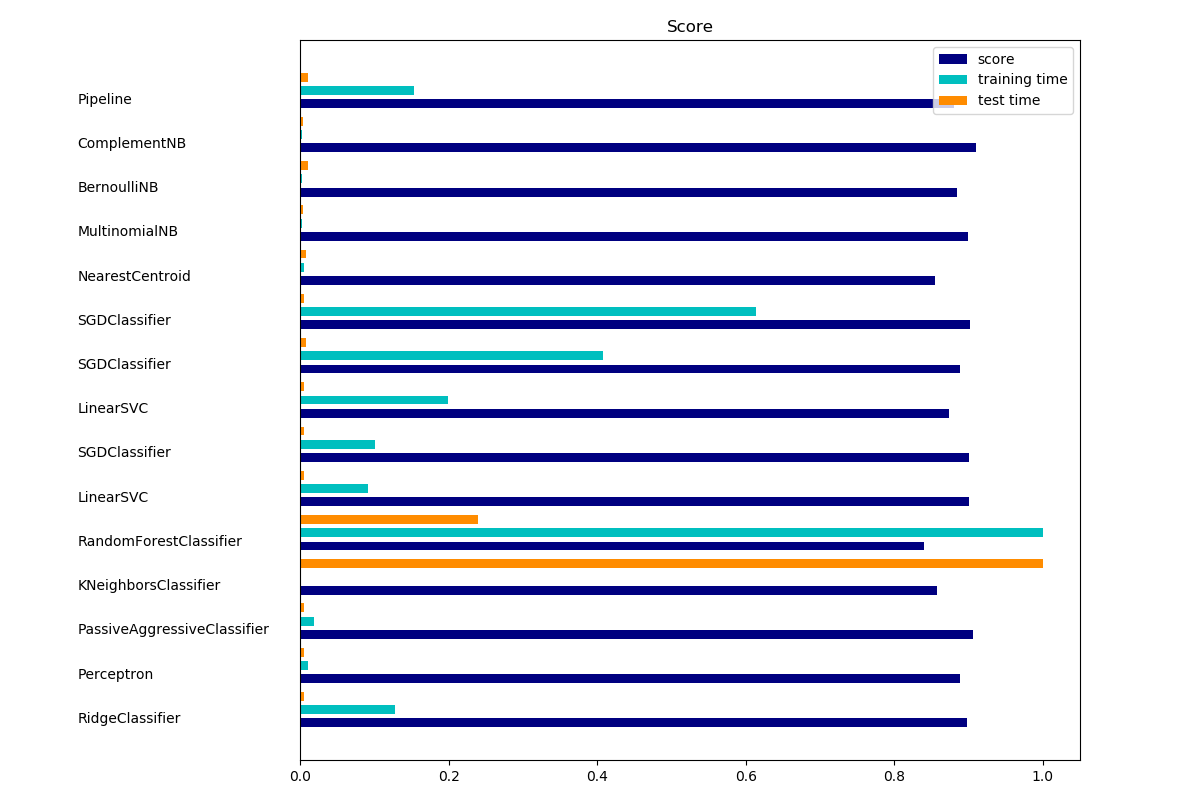 Score
score
training time
test time
Pipeline
ComplementNB
BernoulliNB
MultinomialNB
NearestCentroid
SGDClassifier
SGDClassifier
LinearSVC
SGDClassifier
LinearSVC
RandomForestClassifier
KNeighborsClassifier
PassiveAggressiveClassifier
Perceptron
RidgeClassifier
0.0 0.2 0.4 0.6 0.8 1.0